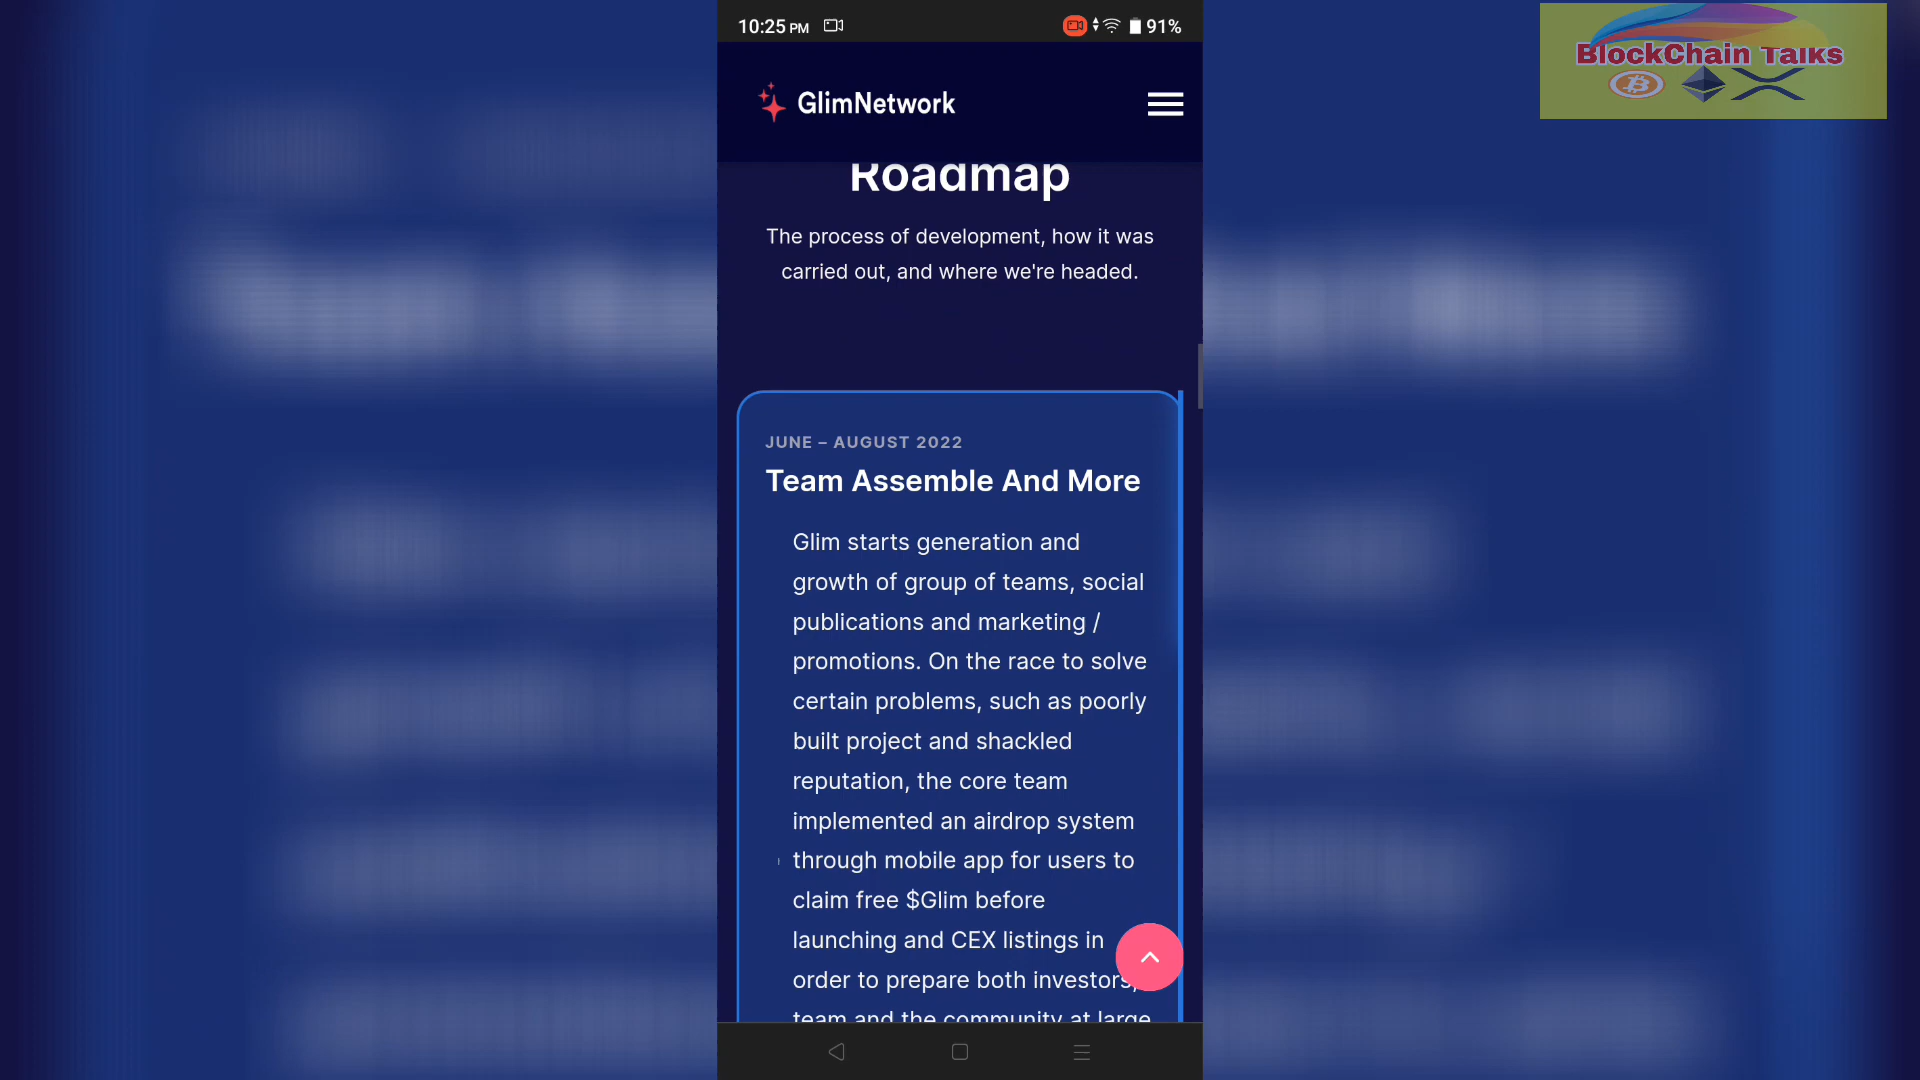 10:25 PM
91%
BlockChain Talks
GlimNetwork
Roadmap
The process of development, how it was
carried out, and where we're headed.
JUNE – AUGUST 2022
Team Assemble And More
Glim starts generation and
growth of group of teams, social
publications and marketing /
promotions. On the race to solve
certain problems, such as poorly
built project and shackled
reputation, the core team
implemented an airdrop system
through mobile app for users to
claim free $Glim before
launching and CEX listings in
order to prepare both investors,
team and the community at large